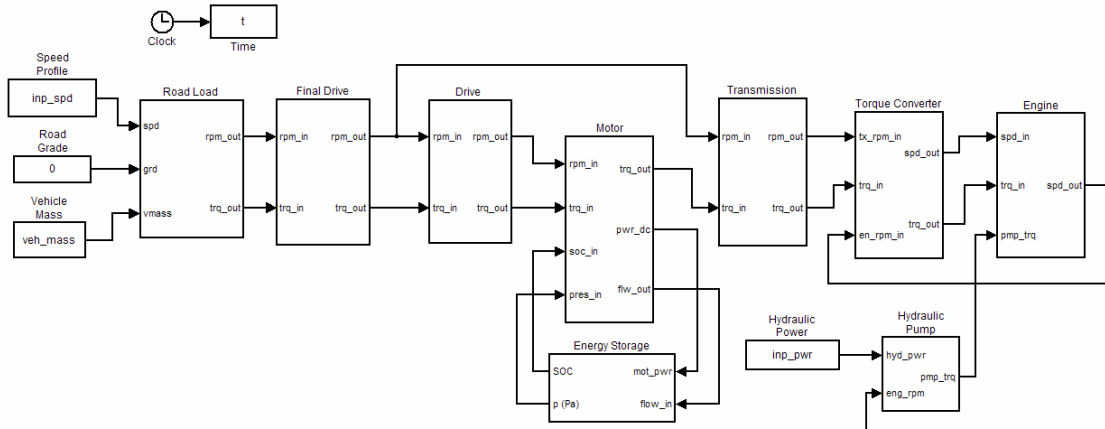 Clock
t
Time
Speed
Profile
inp_spd
Road
Grade
0
Vehicle
Mass
veh_mass
Road Load
spd
grd
vmass
rpm_out
trq_out
Final Drive
rpm_in
trq_in
rpm_out
trq_out
Drive
rpm_in
trq_in
rpm_out
trq_out
Motor
rpm_in
trq_in
soc_in
pres_in
trq_out
pwr_dc
flw_out
Energy Storage
SOC
p (Pa)
mot_pwr
flow_in
Transmission
rpm_in
trq_in
rpm_out
trq_out
Torque Converter
tx_rpm_in
trq_in
en_rpm_in
spd_out
trq_out
Engine
spd_in
trq_in
pmp_trq
spd_out
Hydraulic
Power
inp_pwr
Hydraulic
Pump
hyd_pwr
eng_rpm
pmp_trq